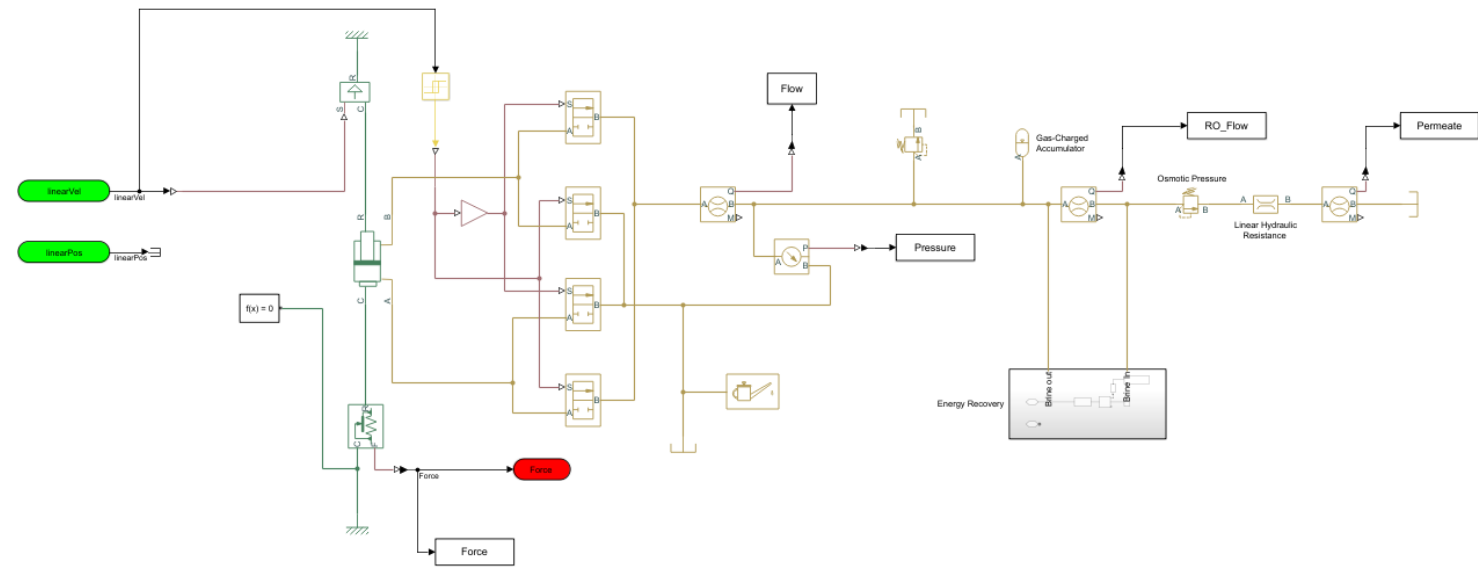 Flow
RO_Flow
Permeate
Gas-Charged
Accumulator
Osmotic Pressure
Linear Hydraulic
Resistance
linearVel
linearVel
linearPos
linearPos
Pressure
f(x) = 0
Energy Recovery
Brine out
Brine In
Force
Force
Force
R
S
C
R
B
C
A
R
C
F
S
A
B
S
A
B
S
A
B
S
A
B
A
Q
B
M
A
P
B
B
A
A
A
Q
B
M
A
B
A
B
A
Q
B
M